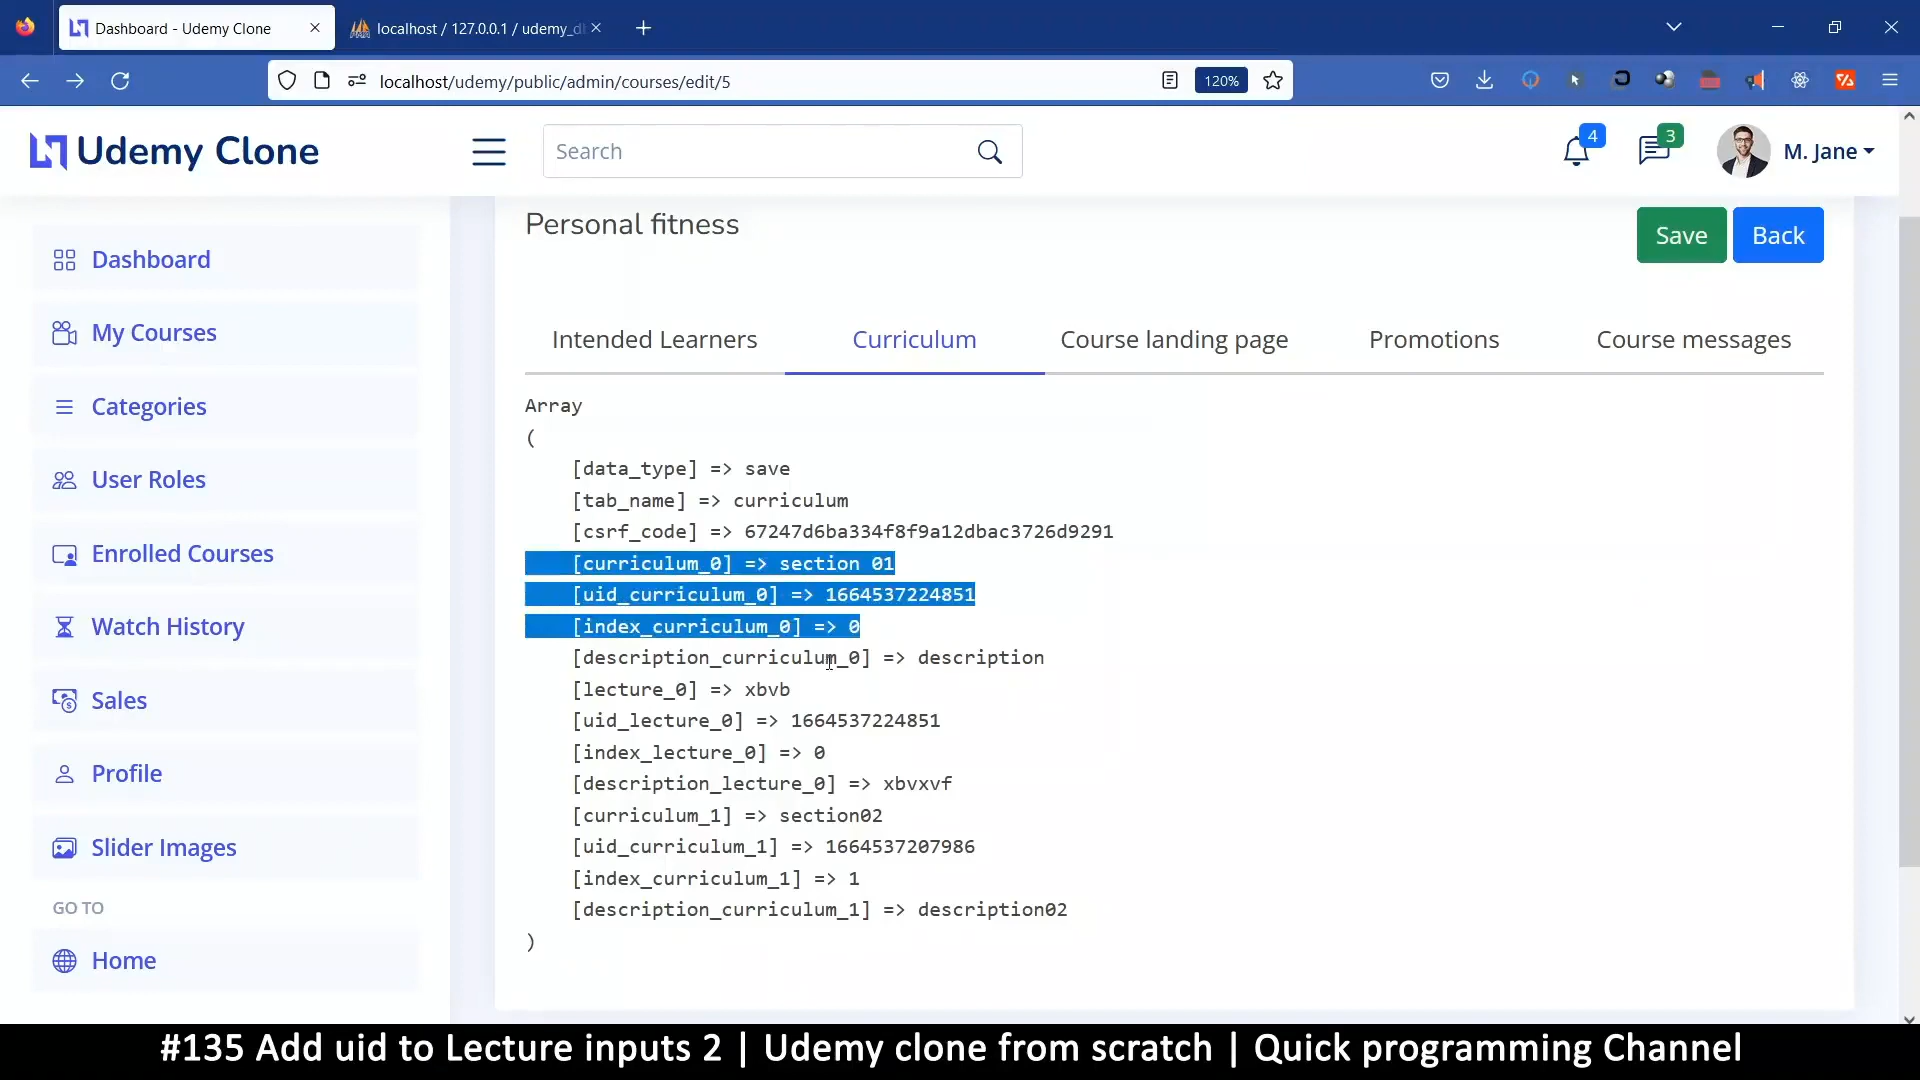 Dashboard - Udemy Clone
localhost / 127.0.0.1 / udemy_d
localhost/udemy/public/admin/courses/edit/5
120%
Udemy Clone
Search
4
3
M. Jane
Personal fitness
Save
Back
Dashboard
My Courses
Categories
User Roles
Enrolled Courses
Watch History
Sales
Profile
Slider Images
GO TO
Home
Intended Learners
Curriculum
Course landing page
Promotions
Course messages
Array
(
[data_type] => save
[tab_name] => curriculum
[csrf_code] => 67247d6ba334f8f9a12dbac3726d9291
[curriculum_0] => section 01
[uid_curriculum_0] => 1664537224851
[index_curriculum_0] => 0
[description_curriculum_0] => description
[lecture_0] => xbvb
[uid_lecture_0] => 1664537224851
[index_lecture_0] => 0
[description_lecture_0] => xbvxvf
[curriculum_1] => section02
[uid_curriculum_1] => 1664537207986
[index_curriculum_1] => 1
[description_curriculum_1] => description02
)
#135 Add uid to Lecture inputs 2 | Udemy clone from scratch | Quick programming Channel